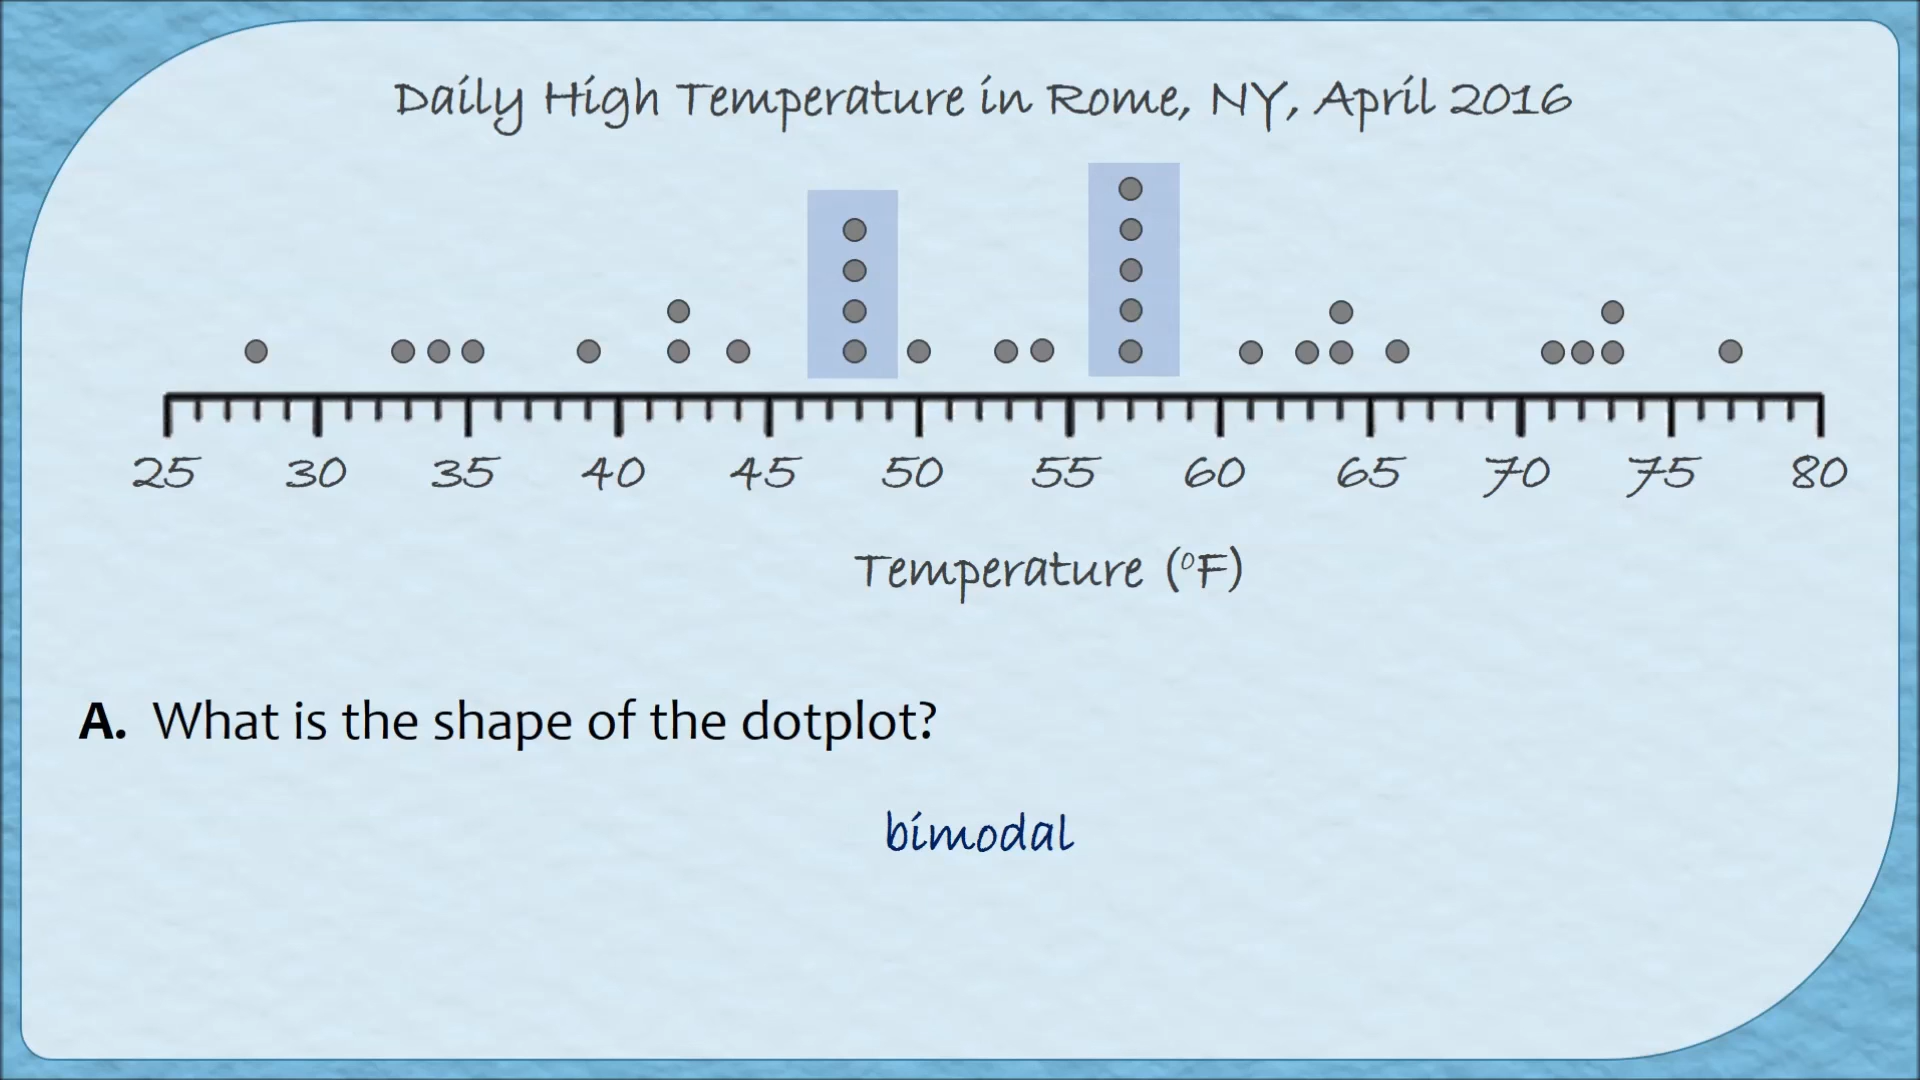 Daily High Temperature in Rome, NY, April 2016
25 30 35 40 45 50 55 60 65 70 75 80
Temperature (°F)
A. What is the shape of the dotplot?
bimodal